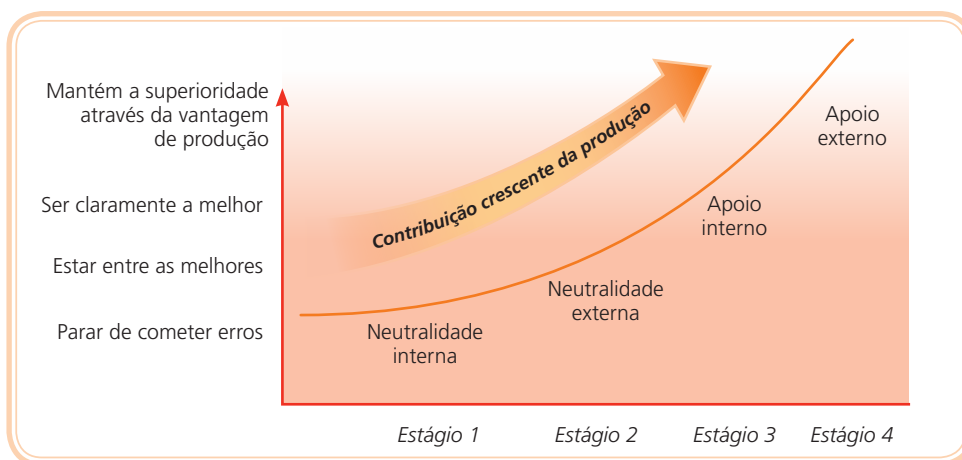 Mantém a superioridade
através da vantagem
de produção
Ser claramente a melhor
Estar entre as melhores
Parar de cometer erros
Contribuição crescente da produção
Neutralidade
interna
Neutralidade
externa
Apoio
interno
Apoio
externo
Estágio 1
Estágio 2
Estágio 3
Estágio 4